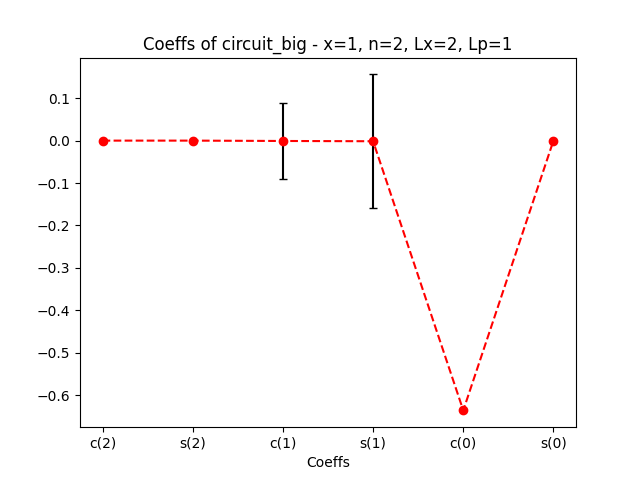 Coeffs of circuit_big - x=1, n=2, Lx=2, Lp=1
0.1
0.0
−0.1
−0.2
−0.3
−0.4
−0.5
−0.6
c(2) s(2) c(1) s(1) c(0) s(0)
Coeffs